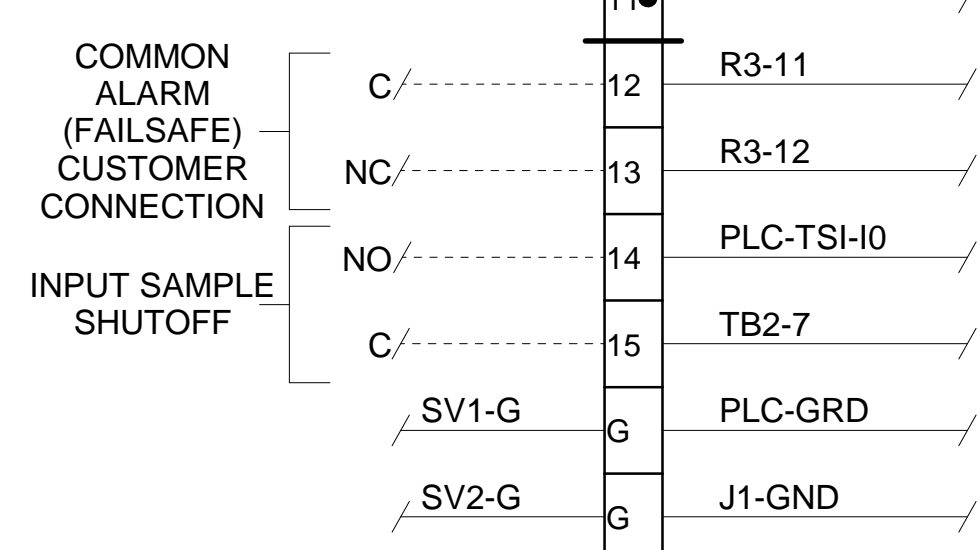 11
COMMON
ALARM
(FAILSAFE)
CUSTOMER
CONNECTION
C
12
R3-11
NC
13
R3-12
INPUT SAMPLE
SHUTOFF
NO
14
PLC-TSI-I0
C
15
TB2-7
SV1-G
G
PLC-GRD
SV2-G
G
J1-GND